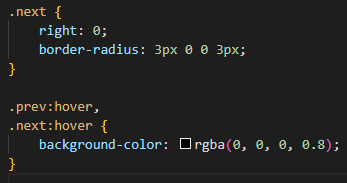 .next {
    right: 0;
    border-radius: 3px 0 0 3px;
}

.prev:hover,
.next:hover {
    background-color: rgba(0, 0, 0, 0.8);
}